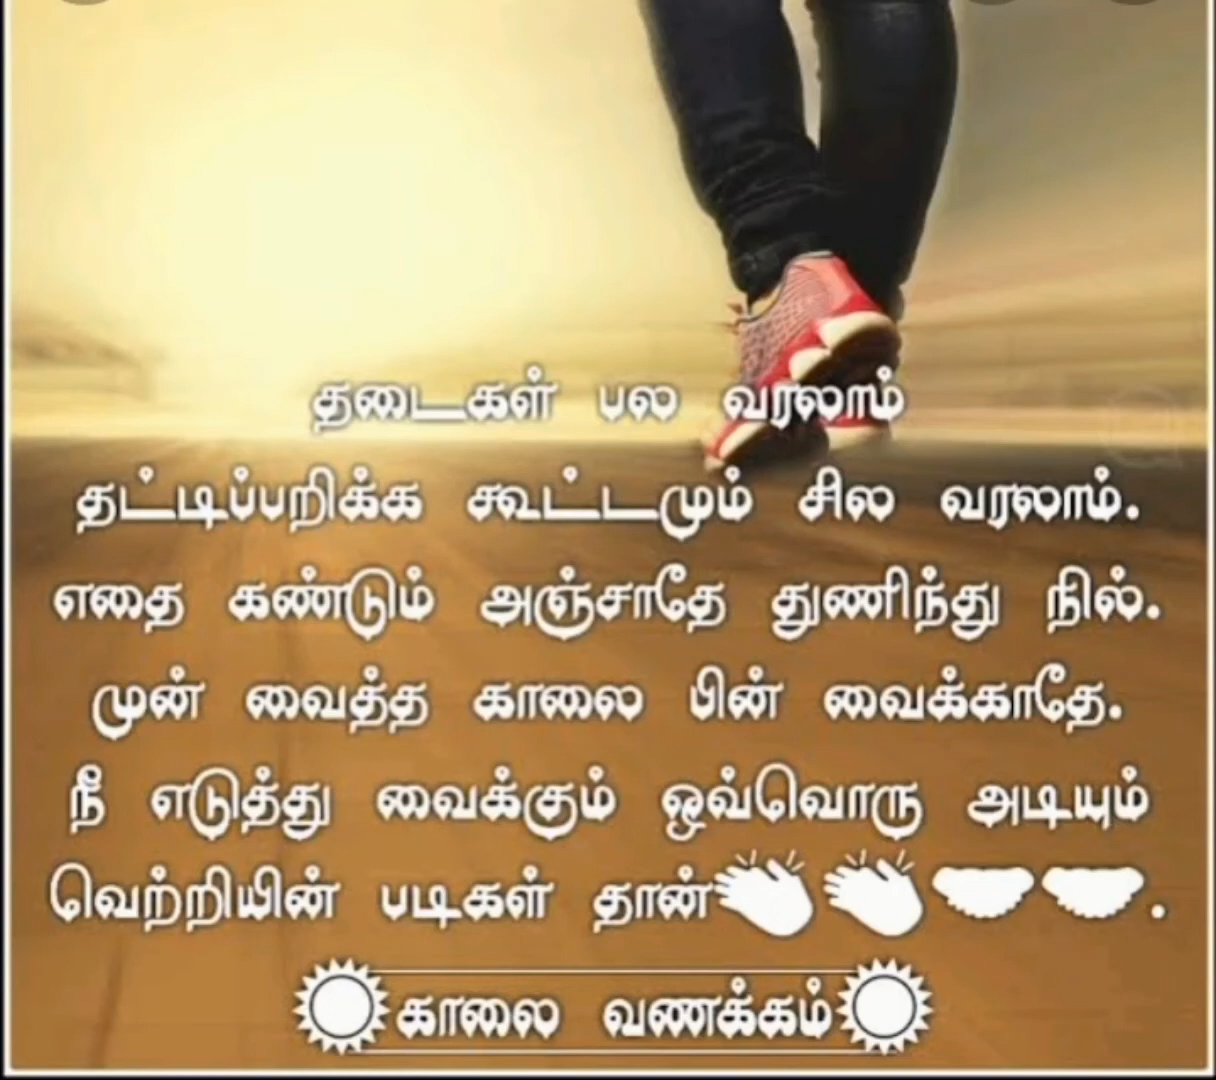 தடைகள் பல வரலாம்
தட்டிப்பறிக்க கூட்டமும் சில வரலாம்.
எதை கண்டும் அஞ்சாதே துணிந்து நில்.
முன் வைத்த காலை பின் வைக்காதே.
நீ எடுத்து வைக்கும் ஒவ்வொரு அடியும்
வெற்றியின் படிகள் தான்👏👏🤝🤝.
காலை வணக்கம்